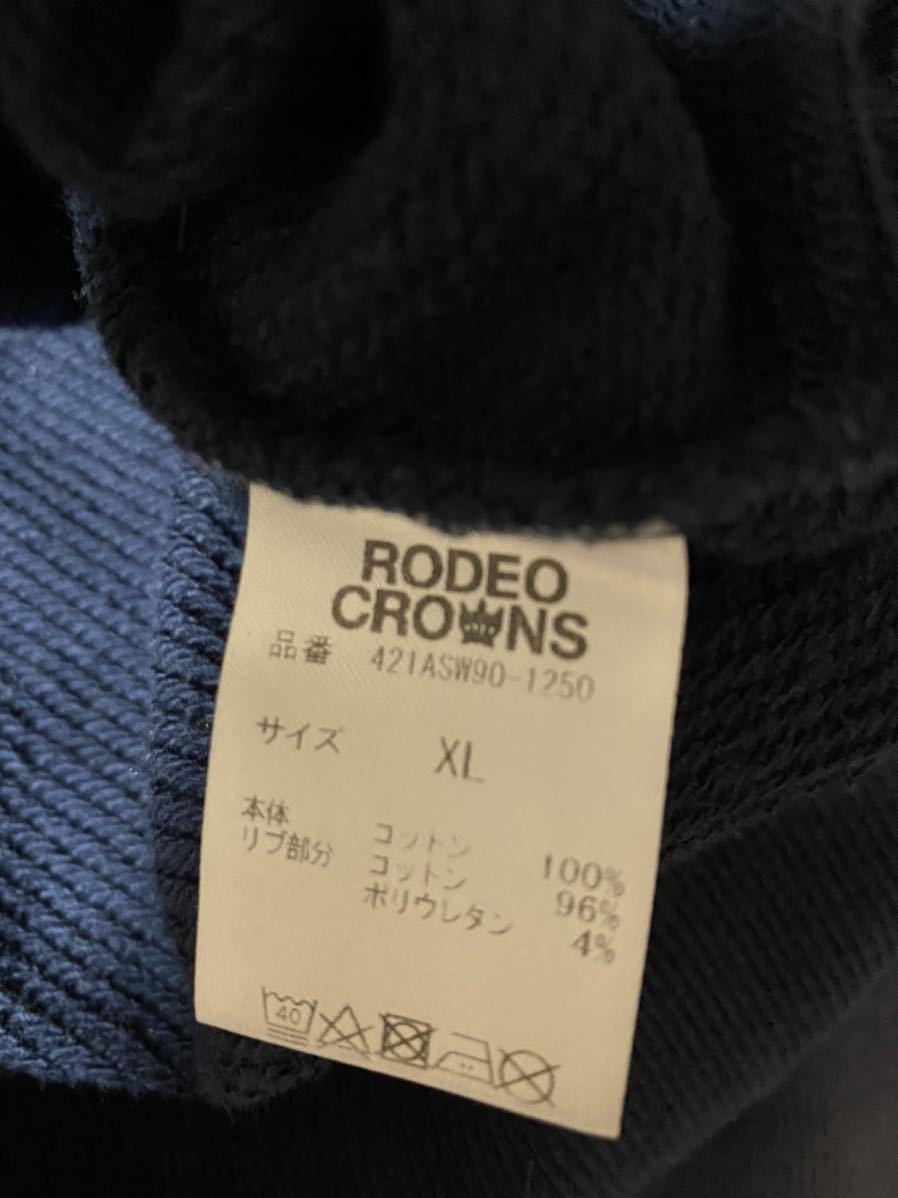 RODEO
CROWNS
品番 421ASW90-1250
サイズ XL
本体 コットン 100%
リブ部分 コットン 96%
ポリウレタン 4%
40